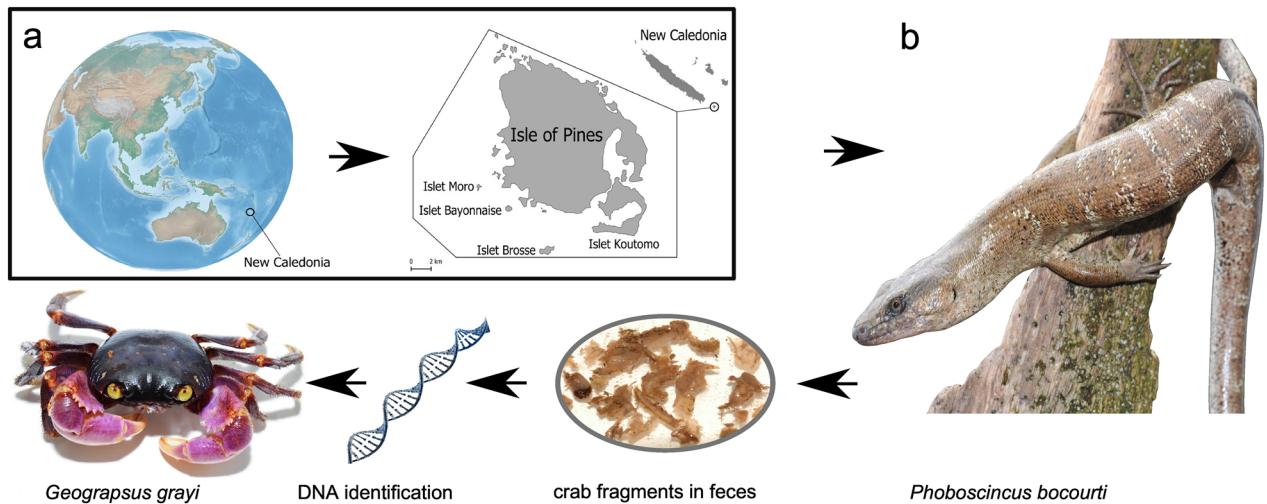 a
New Caledonia
New Caledonia
Isle of Pines
Islet Moro
Islet Bayonnaise
Islet Brosse
Islet Koutomo
0 2 km
b
Geograpsus grayi
DNA identification
crab fragments in feces
Phoboscincus bocourti